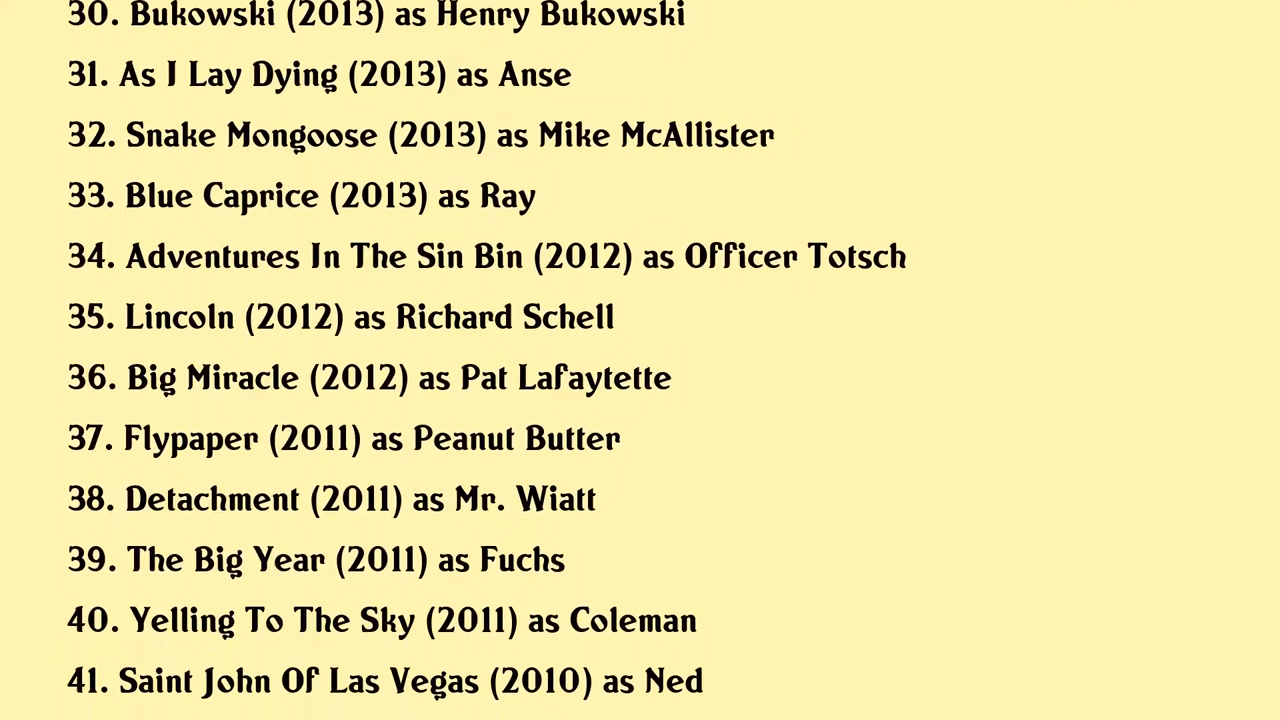 30. Bukowski (2013) as Henry Bukowski
31. As I Lay Dying (2013) as Anse
32. Snake Mongoose (2013) as Mike McAllister
33. Blue Caprice (2013) as Ray
34. Adventures In The Sin Bin (2012) as Officer Totsch
35. Lincoln (2012) as Richard Schell
36. Big Miracle (2012) as Pat Lafaytette
37. Flypaper (2011) as Peanut Butter
38. Detachment (2011) as Mr. Wiatt
39. The Big Year (2011) as Fuchs
40. Yelling To The Sky (2011) as Coleman
41. Saint John Of Las Vegas (2010) as Ned